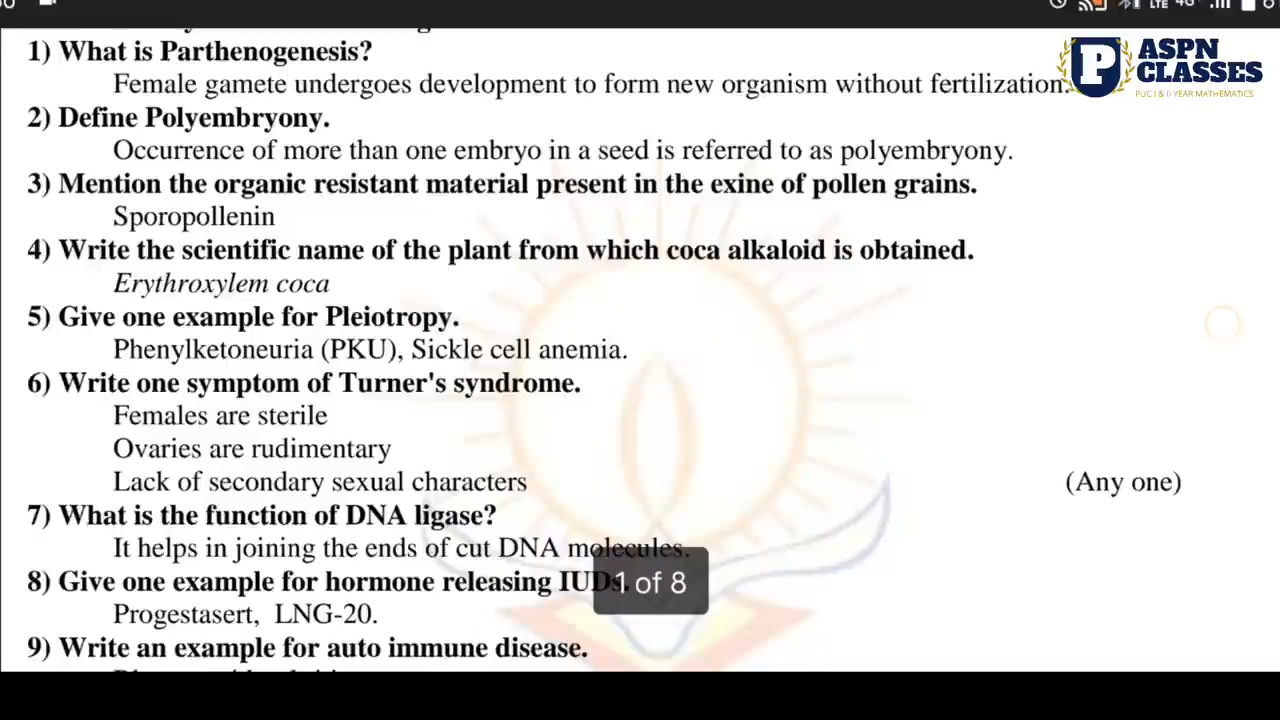 ASPN
CLASSES
PUC I & II YEAR MATHEMATICS
1) What is Parthenogenesis?
Female gamete undergoes development to form new organism without fertilization.
2) Define Polyembryony.
Occurrence of more than one embryo in a seed is referred to as polyembryony.
3) Mention the organic resistant material present in the exine of pollen grains.
Sporopollenin
4) Write the scientific name of the plant from which coca alkaloid is obtained.
Erythroxylem coca
5) Give one example for Pleiotropy.
Phenylketoneuria (PKU), Sickle cell anemia.
6) Write one symptom of Turner's syndrome.
Females are sterile
Ovaries are rudimentary
Lack of secondary sexual characters (Any one)
7) What is the function of DNA ligase?
It helps in joining the ends of cut DNA molecules.
8) Give one example for hormone releasing IUDs.
1 of 8
Progestasert, LNG-20.
9) Write an example for auto immune disease.